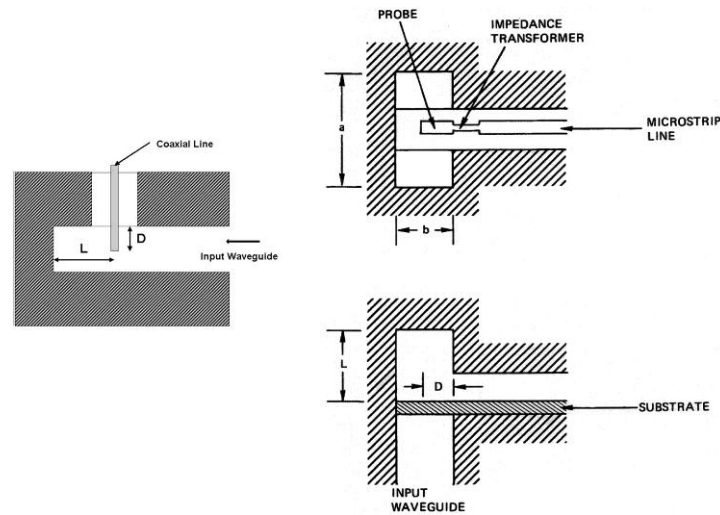 Coaxial Line
D
L
Input Waveguide
PROBE
IMPEDANCE
TRANSFORMER
a
MICROSTRIP
LINE
b
L
D
SUBSTRATE
INPUT
WAVEGUIDE